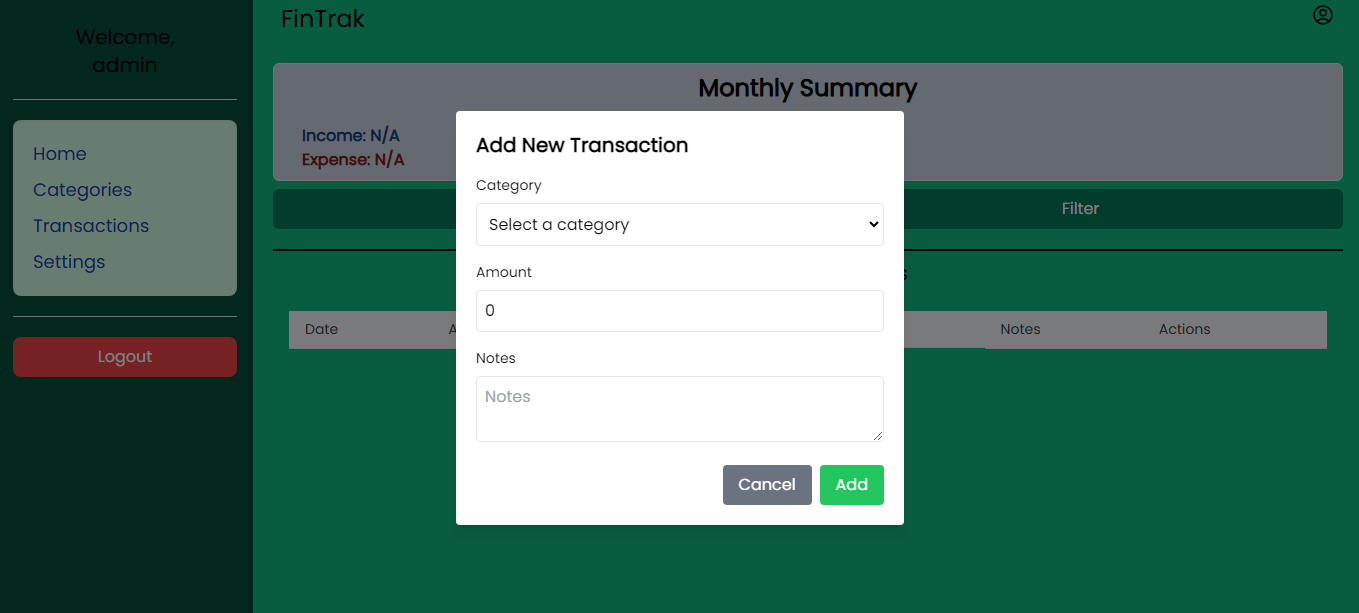 FinTrak
Welcome,
admin
Home
Categories
Transactions
Settings
Logout
Monthly Summary
Income: N/A
Expense: N/A
Filter
Date
Notes
Actions
Add New Transaction
Category
Select a category
Amount
0
Notes
Notes
Cancel
Add